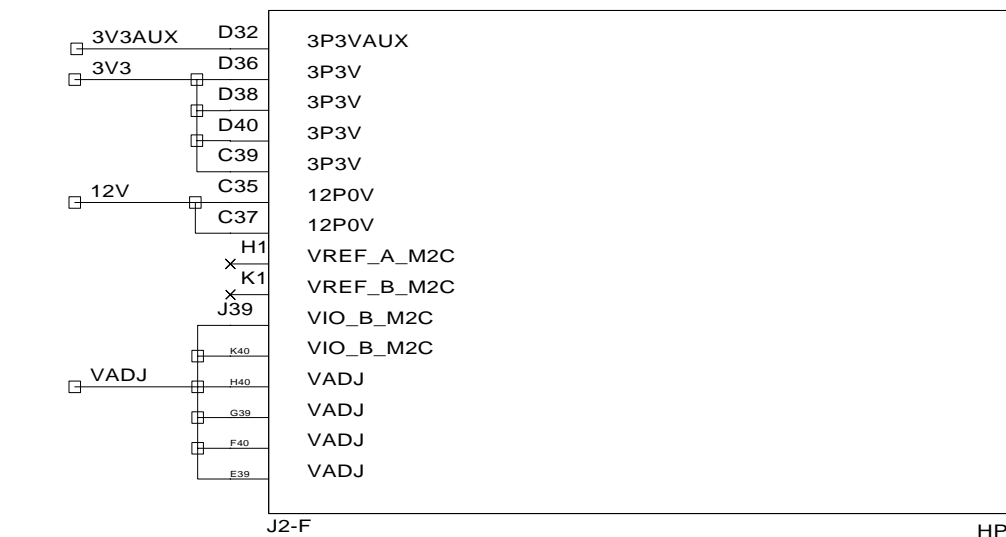 3V3AUX D32 3P3VAUX
3V3 D36 3P3V
D38 3P3V
D40 3P3V
C39 3P3V
12V C35 12P0V
C37 12P0V
H1 VREF_A_M2C
K1 VREF_B_M2C
J39 VIO_B_M2C
K40 VIO_B_M2C
VADJ H40 VADJ
G39 VADJ
F40 VADJ
E39 VADJ
J2-F HP